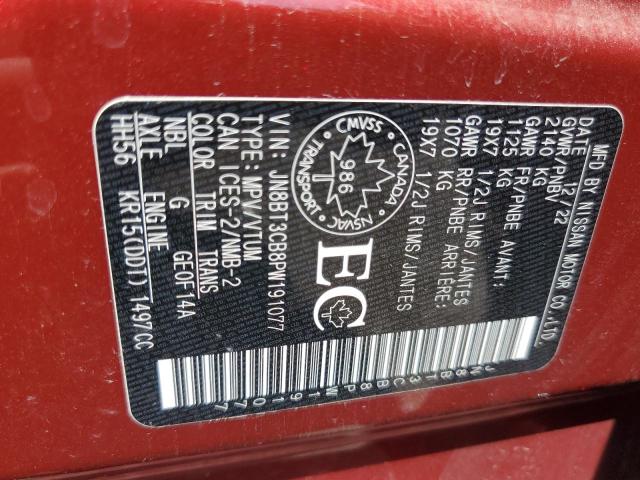 MFD BY NISSAN MOTOR CO.,LTD.
DATE 12/22
GVWR/PNBV
2140 KG
GAWR FR/PNBE AVANT:
1125 KG
19X7 1/2J RIMS/JANTES
GAWR RR/PNBE ARRIÈRE:
1070 KG
19X7 1/2J RIMS/JANTES
CMVSS CANADA
TRANSPORT NSVAC
986
EC
VIN: JN8BT3CB8PW191077
TYPE:MPV/VTUM
CAN ICES-2/NMB-2
COLOR TRIM TRANS
NBL G GE0F14A
AXLE ENGINE
HH56 KR15(DDT) 1497CC
JN8BT3CB8PW191077